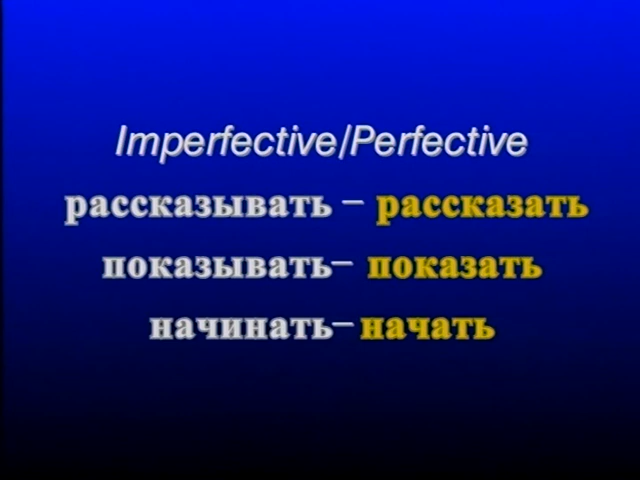 Imperfective/Perfective
рассказывать – рассказать
показывать– показать
начинать– начать